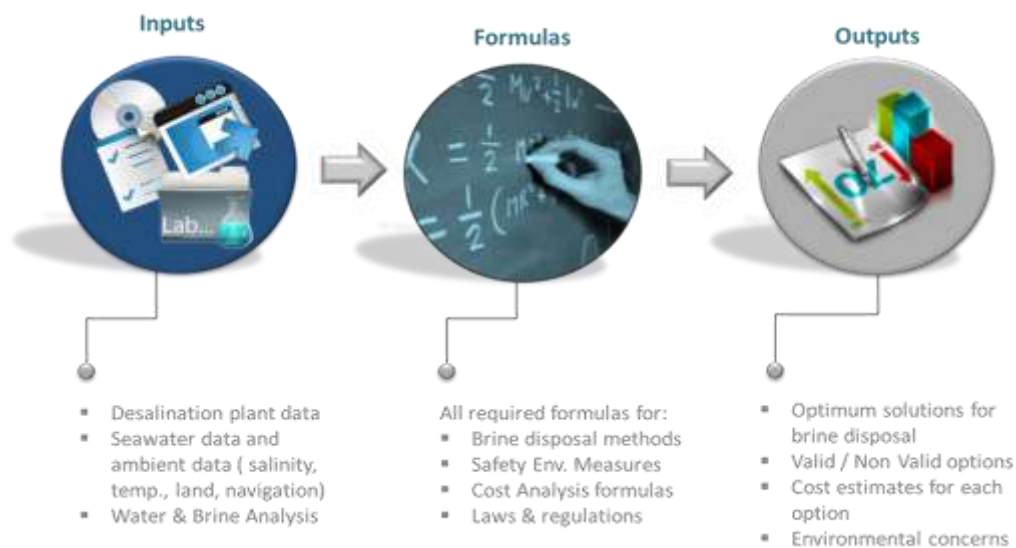 Inputs
Formulas
Outputs
Lab...
OK
▪ Desalination plant data
▪ Seawater data and
ambient data ( salinity,
temp., land, navigation)
▪ Water & Brine Analysis
All required formulas for:
▪ Brine disposal methods
▪ Safety Env. Measures
▪ Cost Analysis formulas
▪ Laws & regulations
▪ Optimum solutions for
brine disposal
▪ Valid / Non Valid options
▪ Cost estimates for each
option
▪ Environmental concerns